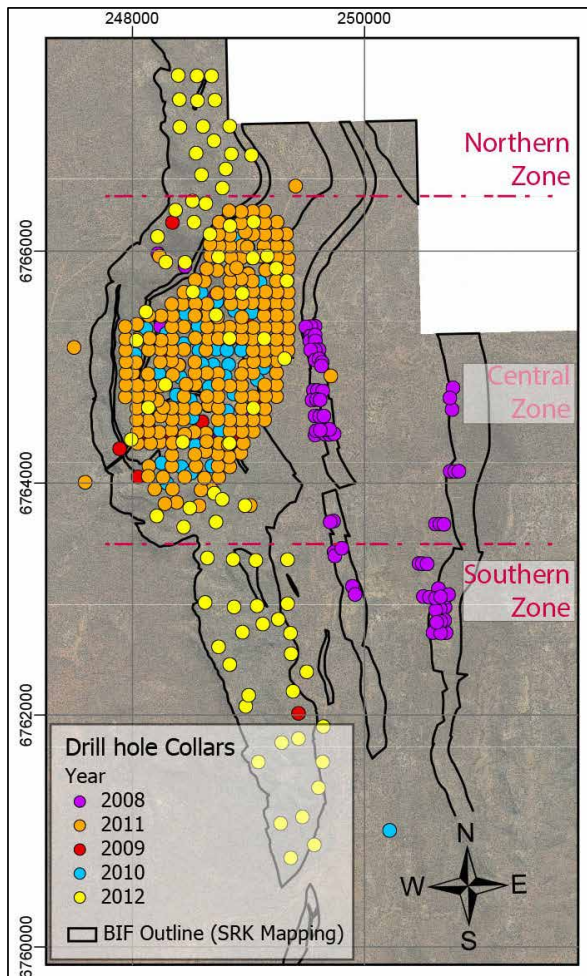 248000
250000
Northern
Zone
6766000
Central
Zone
6764000
Southern
Zone
6762000
Drill hole Collars
Year
2008
2011
2009
2010
2012
BIF Outline (SRK Mapping)
N
W
E
S
6760000